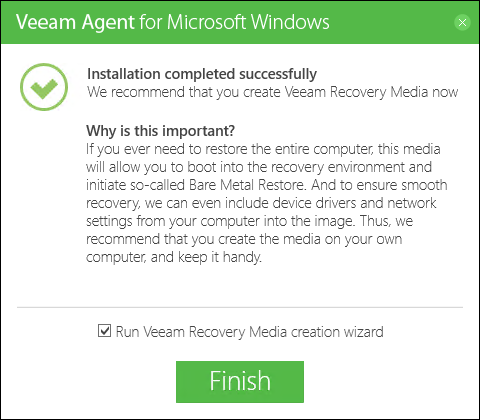 Veeam Agent for Microsoft Windows
Installation completed successfully
We recommend that you create Veeam Recovery Media now
Why is this important?
If you ever need to restore the entire computer, this media
will allow you to boot into the recovery environment and
initiate so-called Bare Metal Restore. And to ensure smooth
recovery, we can even include device drivers and network
settings from your computer into the image. Thus, we
recommend that you create the media on your own
computer, and keep it handy.
Run Veeam Recovery Media creation wizard
Finish